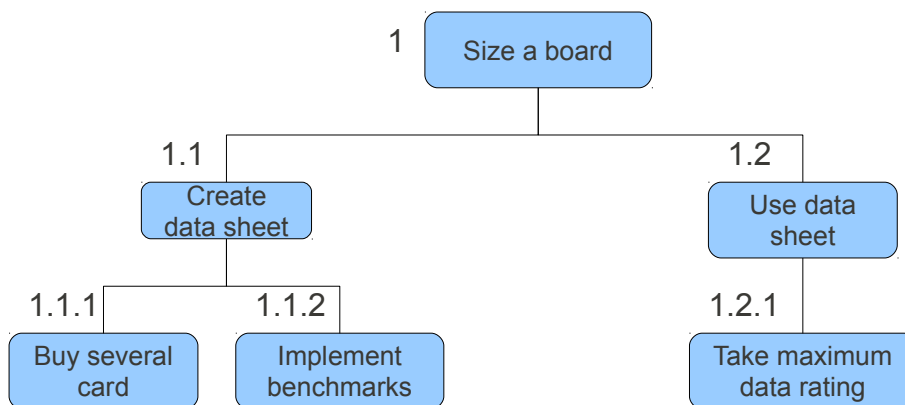 1
Size a board
1.1
1.2
Create
data sheet
Use data
sheet
1.1.1
1.1.2
1.2.1
Buy several
card
Implement
benchmarks
Take maximum
data rating